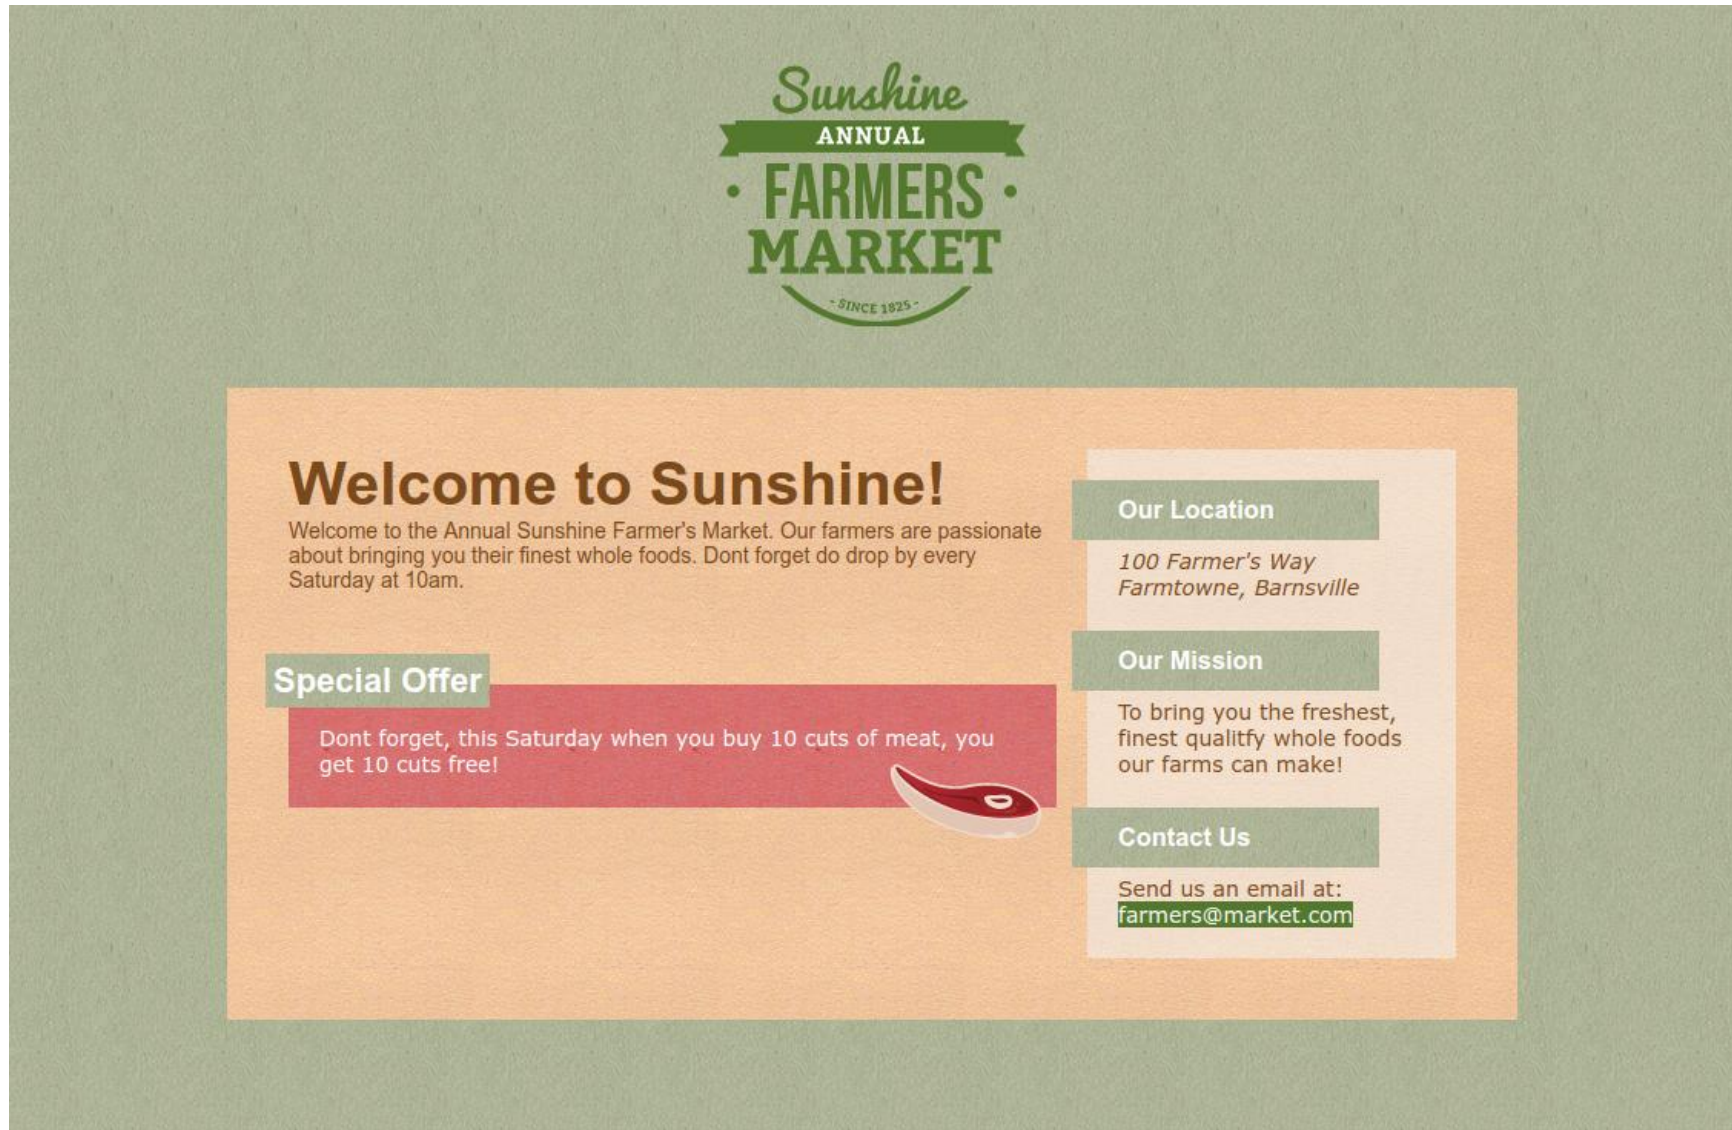 Sunshine
ANNUAL
• FARMERS •
MARKET
- SINCE 1825 -
Welcome to Sunshine!
Welcome to the Annual Sunshine Farmer's Market. Our farmers are passionate
about bringing you their finest whole foods. Dont forget do drop by every
Saturday at 10am.
Special Offer
Dont forget, this Saturday when you buy 10 cuts of meat, you
get 10 cuts free!
Our Location
100 Farmer's Way
Farmtowne, Barnsville
Our Mission
To bring you the freshest,
finest qualitfy whole foods
our farms can make!
Contact Us
Send us an email at:
farmers@market.com